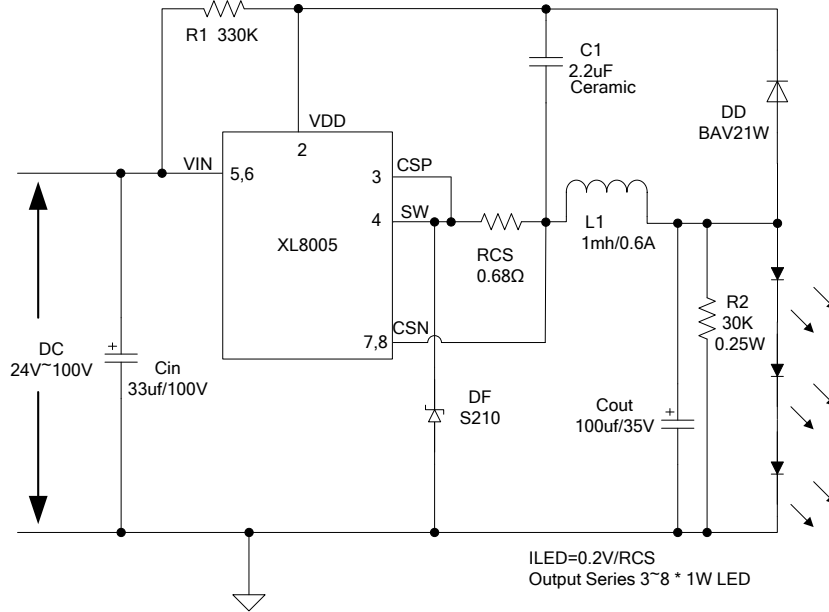 R1 330K
C1
2.2uF
Ceramic
DD
BAV21W
VDD
2
VIN
5,6
CSP
3
SW
4
XL8005
RCS
0.68Ω
L1
1mh/0.6A
R2
30K
0.25W
CSN
7,8
DC
24V~100V
+
Cin
33uf/100V
DF
S210
Cout
100uf/35V
+
ILED=0.2V/RCS
Output Series 3~8 * 1W LED